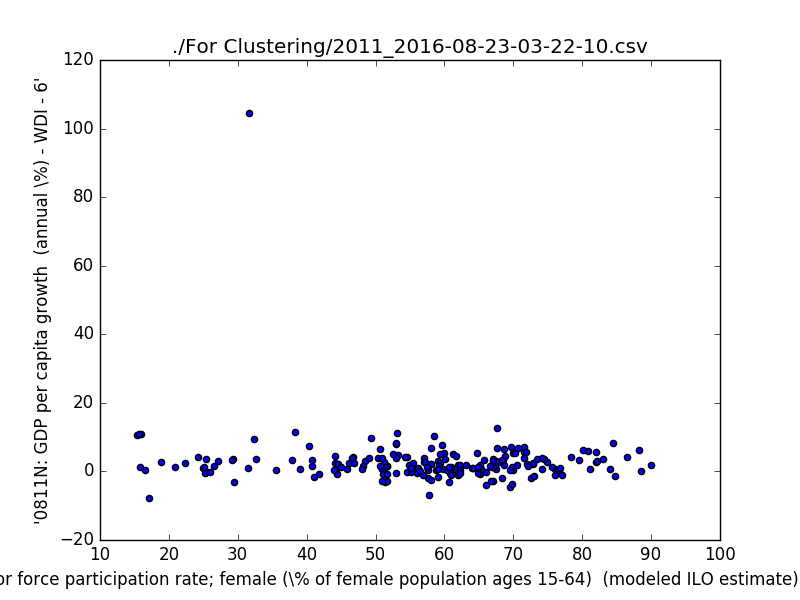 ./For Clustering/2011_2016-08-23-03-22-10.csv
120
100
80
60
40
20
0
−20
'0811N: GDP per capita growth (annual \%) - WDI - 6'
10 20 30 40 50 60 70 80 90 100
or force participation rate; female (\% of female population ages 15-64) (modeled ILO estimate)